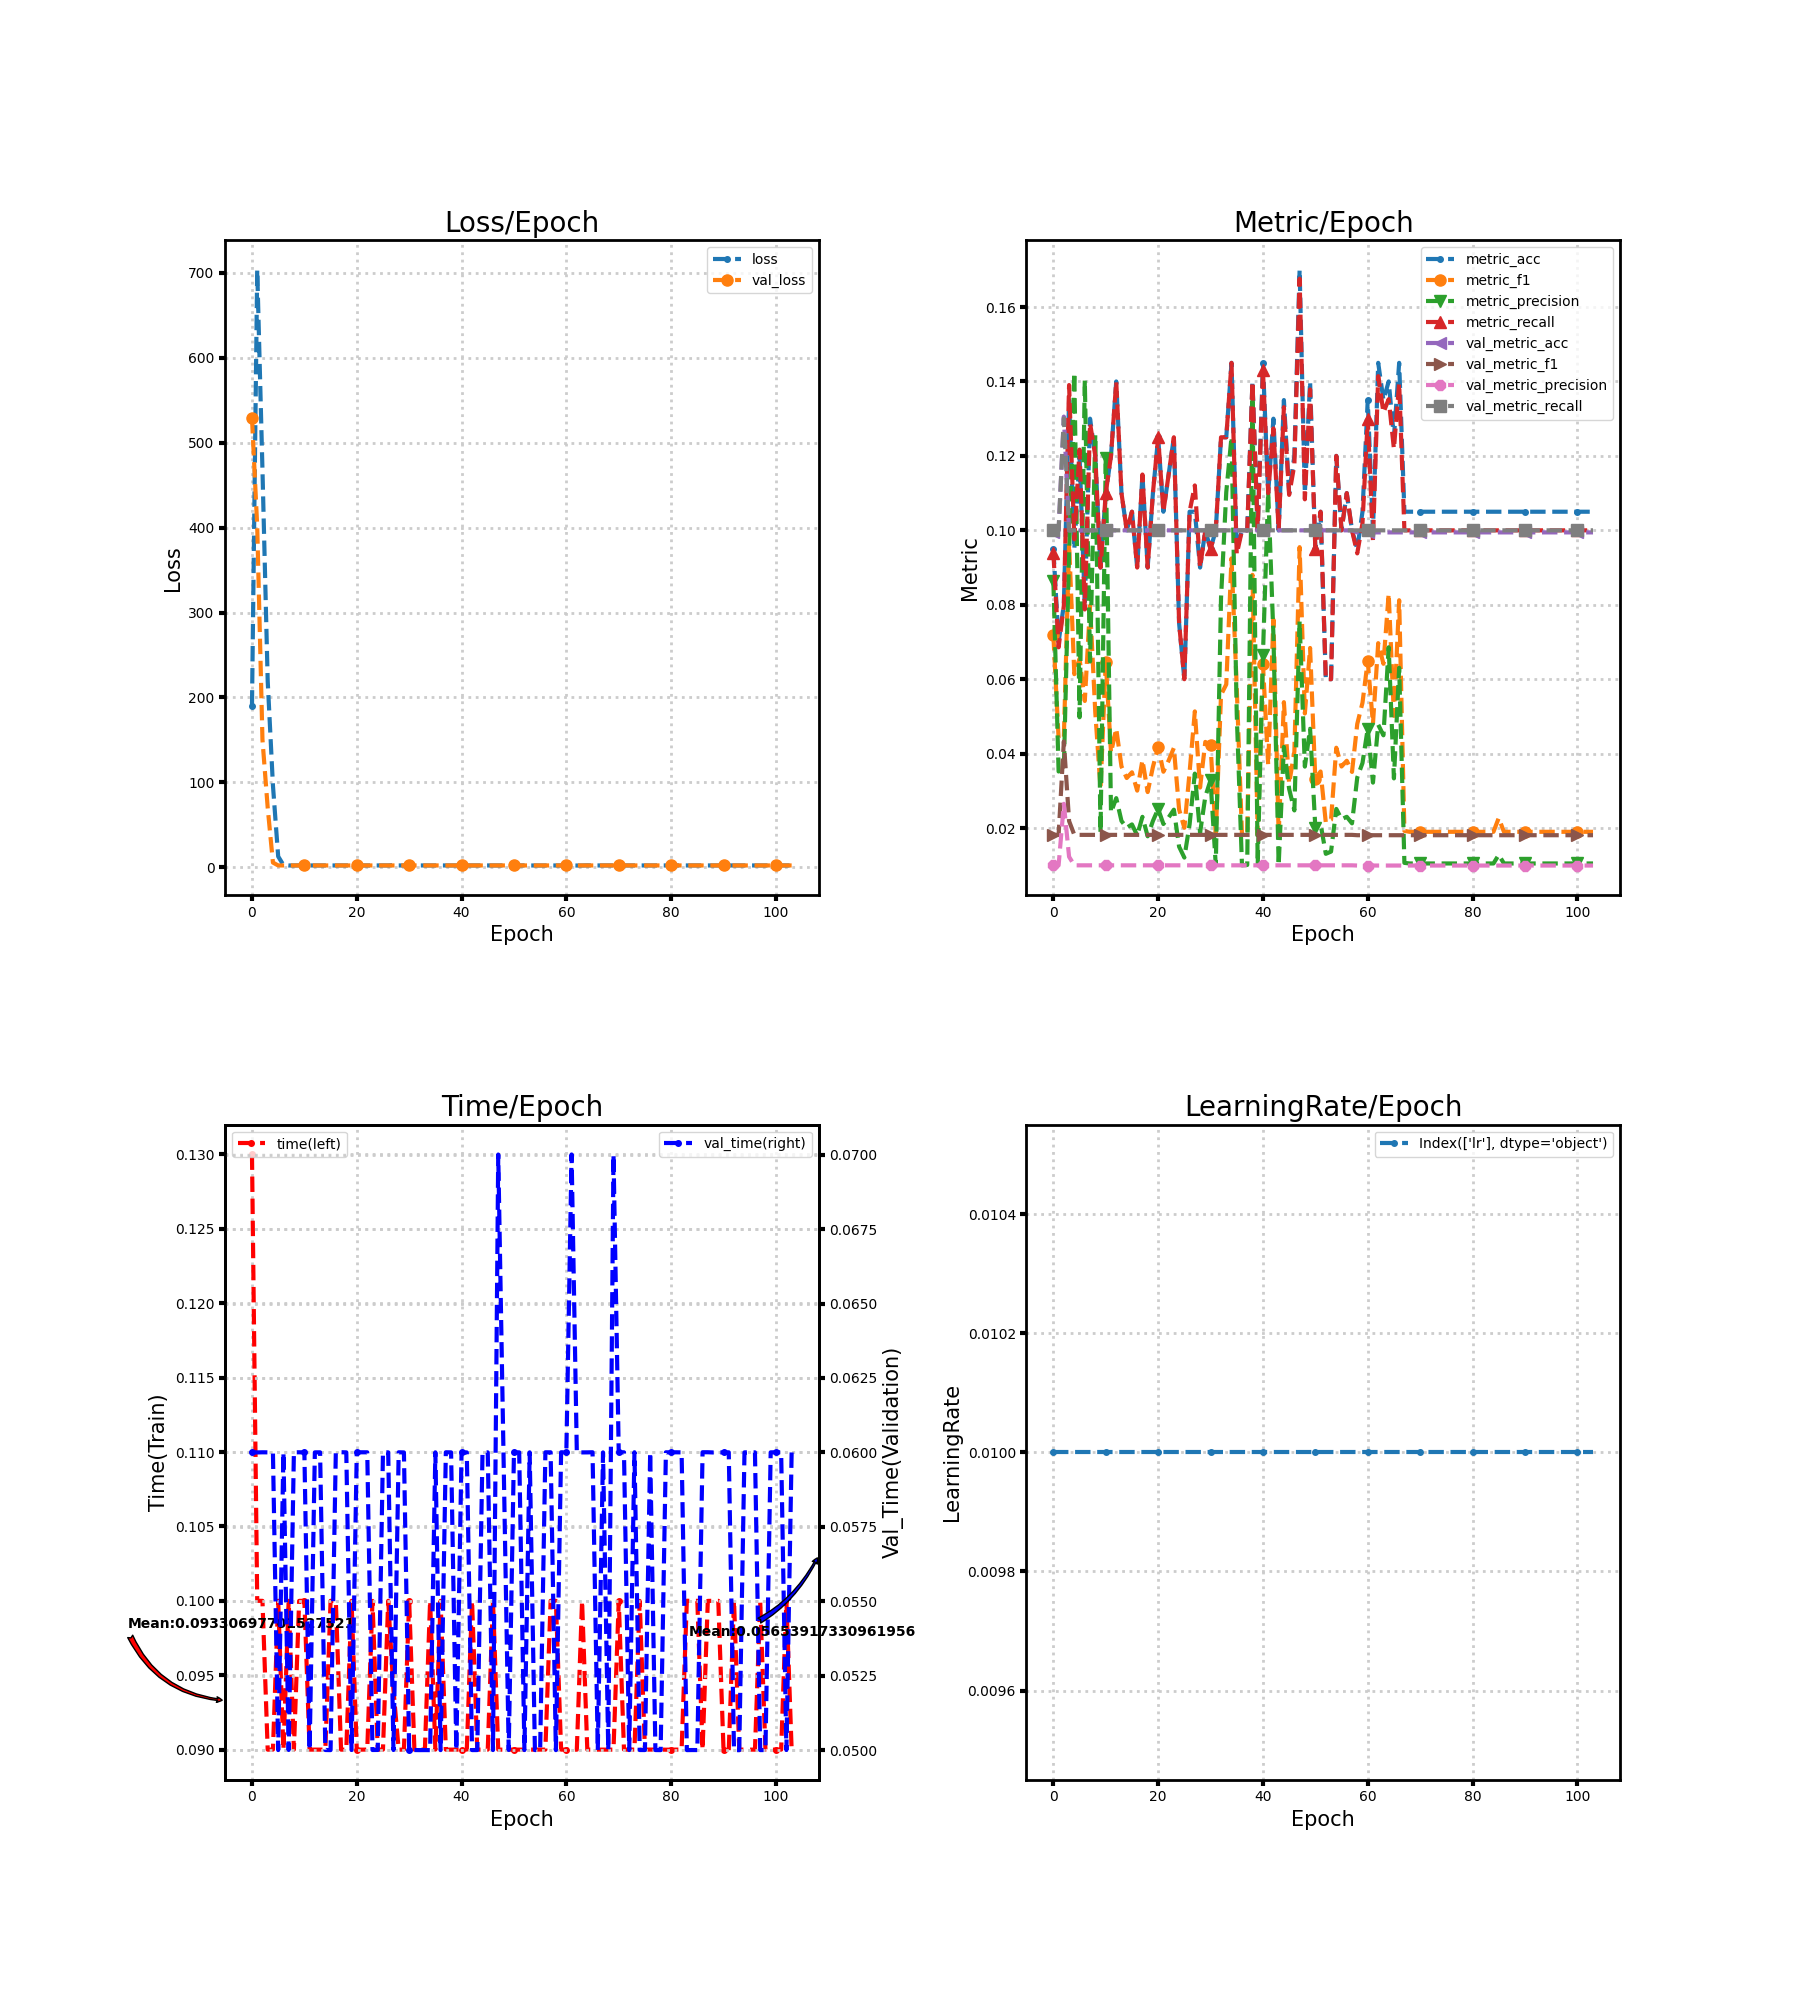 Loss/Epoch
700
600
500
400
300
200
100
0
Loss
loss
val_loss
0 20 40 60 80 100
Epoch
Metric/Epoch
0.16
0.14
0.12
0.10
0.08
0.06
0.04
0.02
Metric
metric_acc
metric_f1
metric_precision
metric_recall
val_metric_acc
val_metric_f1
val_metric_precision
val_metric_recall
0 20 40 60 80 100
Epoch
Time/Epoch
time(left)
val_time(right)
0.130
0.125
0.120
0.115
0.110
0.105
0.100
0.095
0.090
Time(Train)
0.0700
0.0675
0.0650
0.0625
0.0600
0.0575
0.0550
0.0525
0.0500
Val_Time(Validation)
Mean:0.05653917330961956
0 20 40 60 80 100
Epoch
LearningRate/Epoch
Index(['lr'], dtype='object')
0.0104
0.0102
0.0100
0.0098
0.0096
LearningRate
0 20 40 60 80 100
Epoch